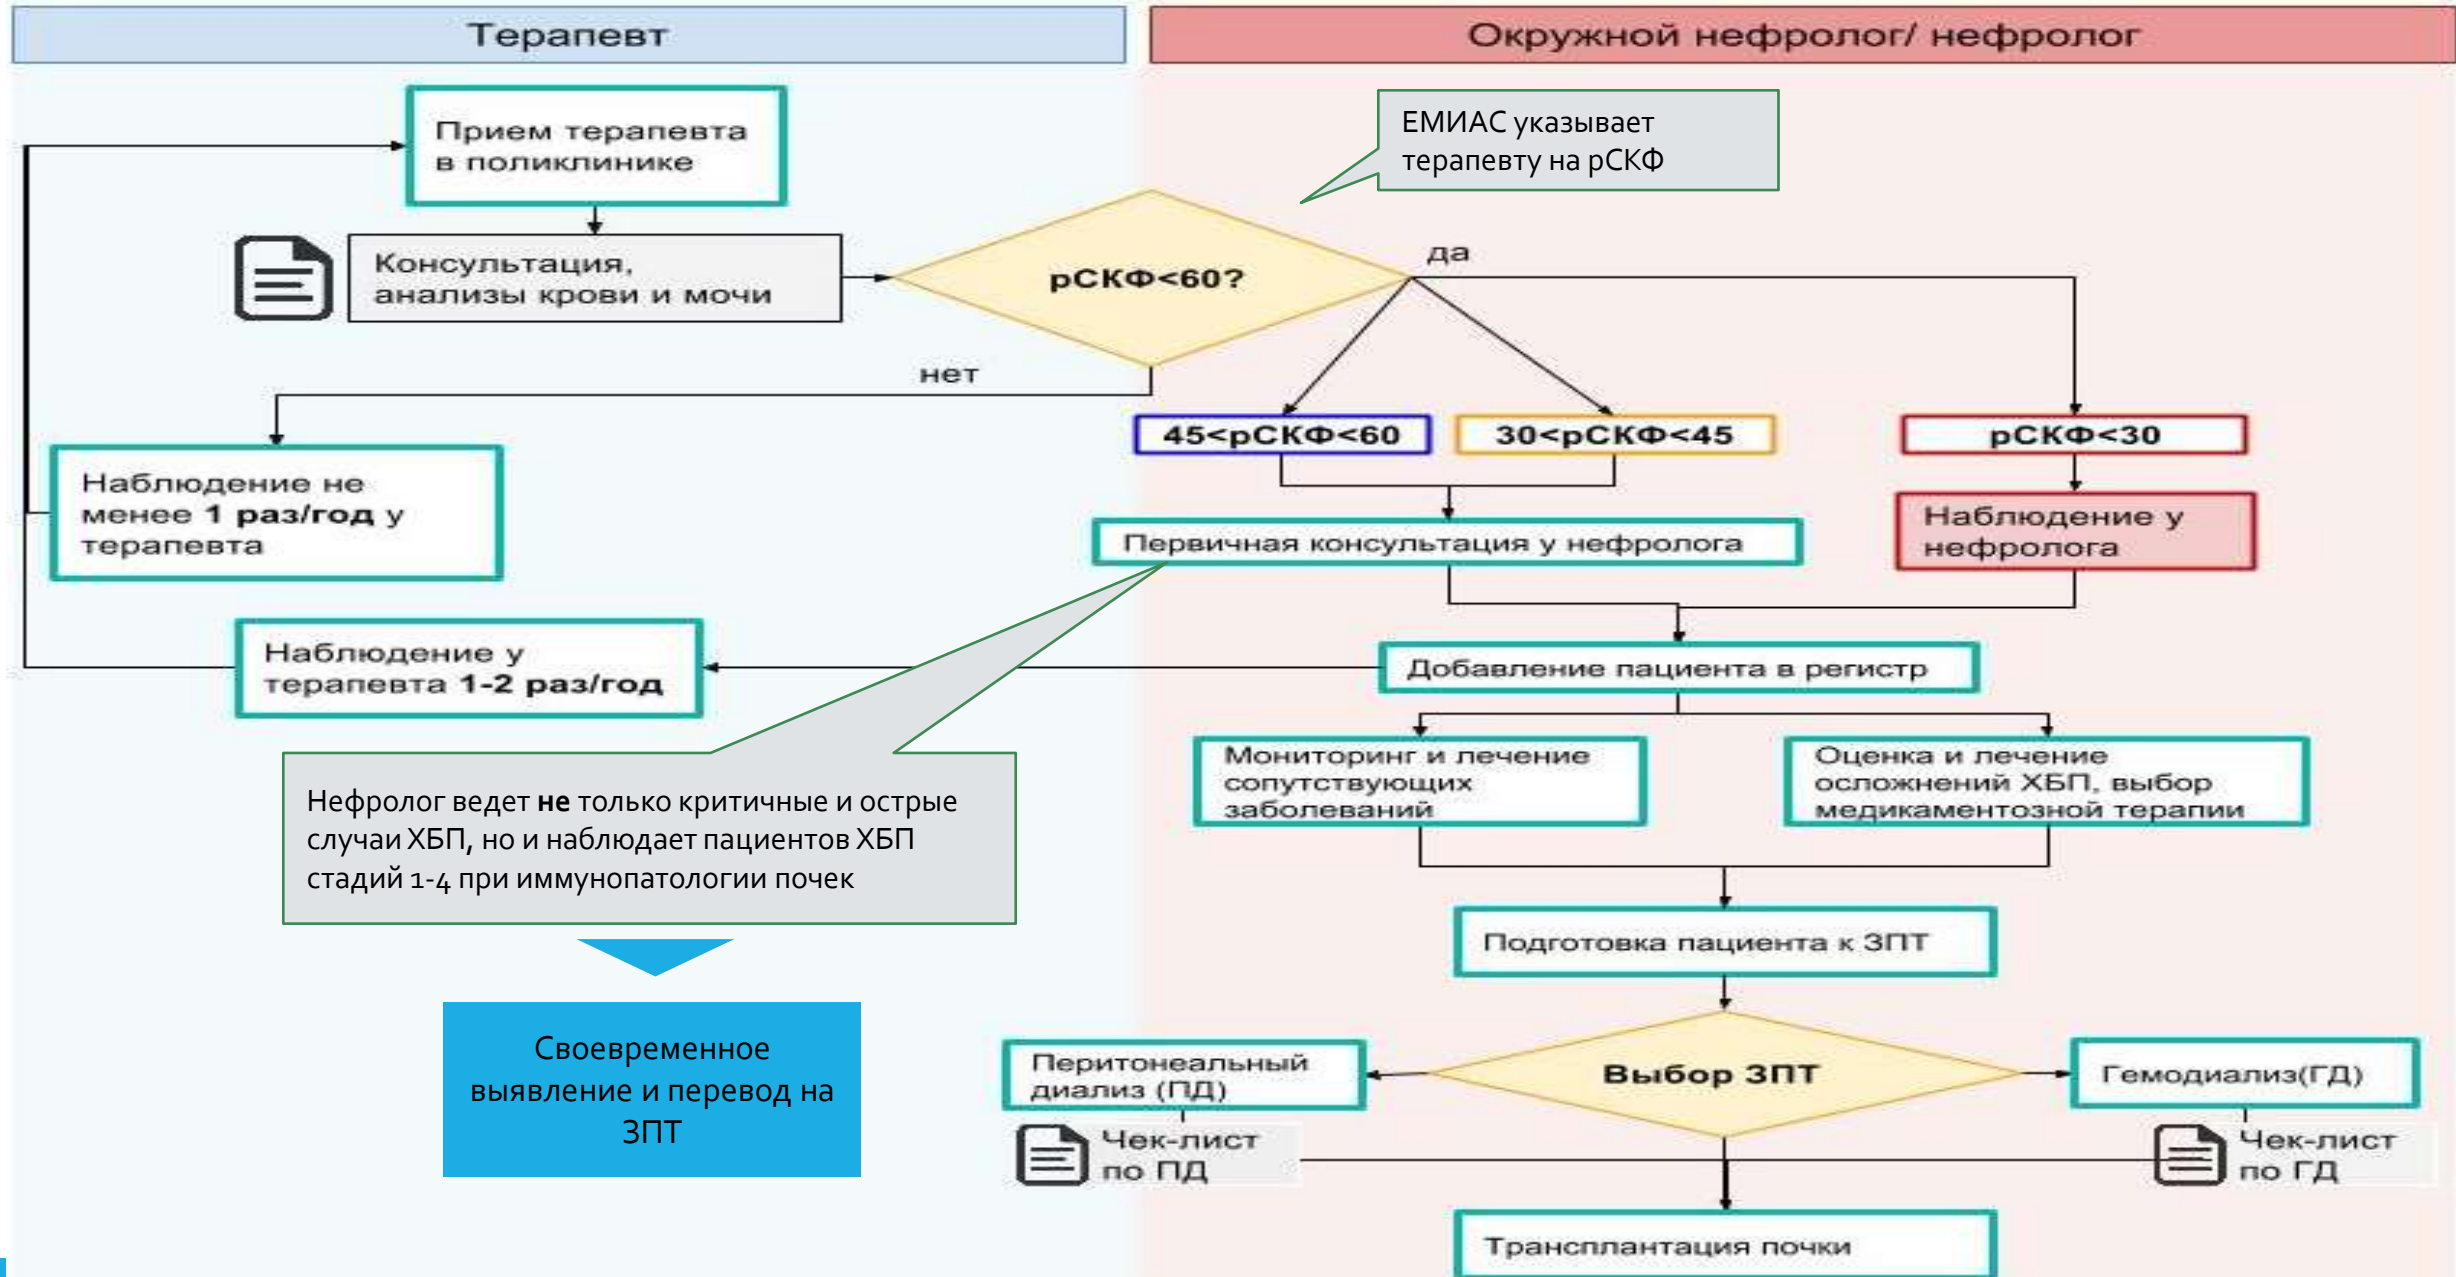 Терапевт
Окружной нефролог/ нефролог
Прием терапевта
в поликлинике
ЕМИАС указывает
терапевту на рСКФ
Консультация,
анализы крови и мочи
рСКФ<60?
да
нет
45<рСКФ<60
30<рСКФ<45
рСКФ<30
Наблюдение не
менее 1 раз/год у
терапевта
Первичная консультация у нефролога
Наблюдение у
нефролога
Наблюдение у
терапевта 1-2 раз/год
Добавление пациента в регистр
Мониторинг и лечение
сопутствующих
заболеваний
Оценка и лечение
осложнений ХБП, выбор
медикаментозной терапии
Нефролог ведет не только критичные и острые
случаи ХБП, но и наблюдает пациентов ХБП
стадий 1-4 при иммунопатологии почек
Подготовка пациента к ЗПТ
Своевременное
выявление и перевод на
ЗПТ
Перитонеальный
диализ (ПД)
Выбор ЗПТ
Гемодиализ(ГД)
Чек-лист
по ПД
Чек-лист
по ГД
Трансплантация почки